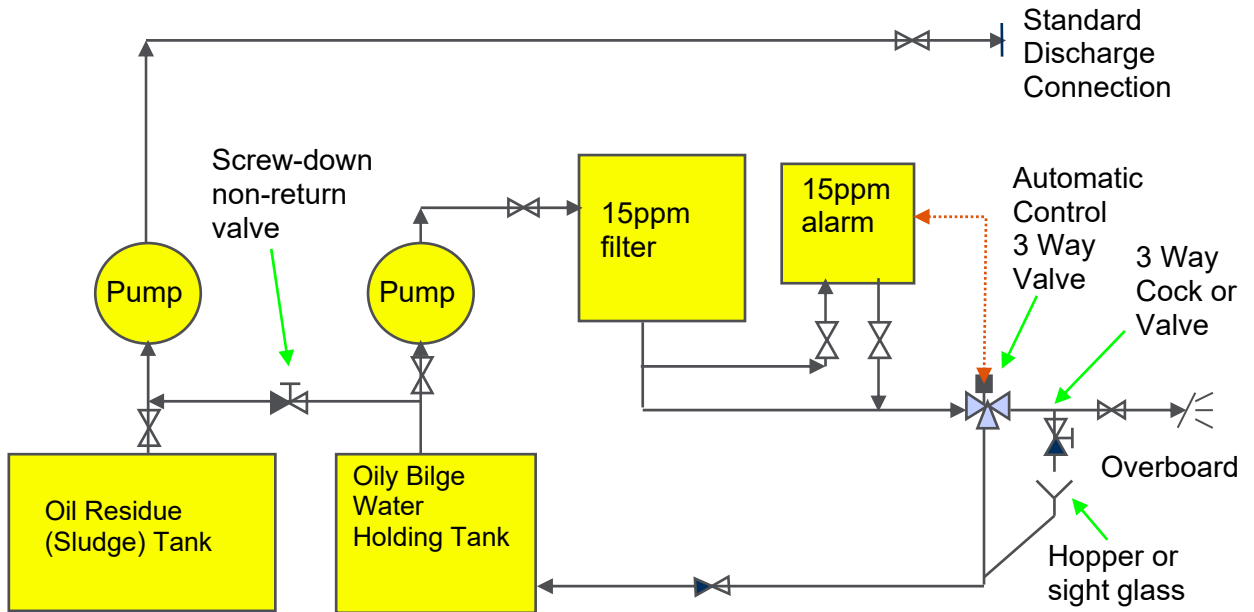 Standard
Discharge
Connection
Screw-down
non-return
valve
15ppm
filter
15ppm
alarm
Automatic
Control
3 Way
Valve
3 Way
Cock or
Valve
Pump
Pump
Oil Residue
(Sludge) Tank
Oily Bilge
Water
Holding Tank
Overboard
Hopper or
sight glass